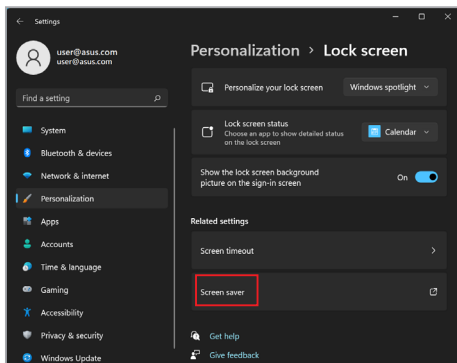 Settings
user@asus.com
user@asus.com
Find a setting
System
Bluetooth & devices
Network & internet
Personalization
Apps
Accounts
Time & language
Gaming
Accessibility
Privacy & security
Windows Update
Personalization > Lock screen
Personalize your lock screen
Windows spotlight
Lock screen status
Choose an app to show detailed status
on the lock screen
Calendar
Show the lock screen background
picture on the sign-in screen
On
Related settings
Screen timeout
Screen saver
Get help
Give feedback